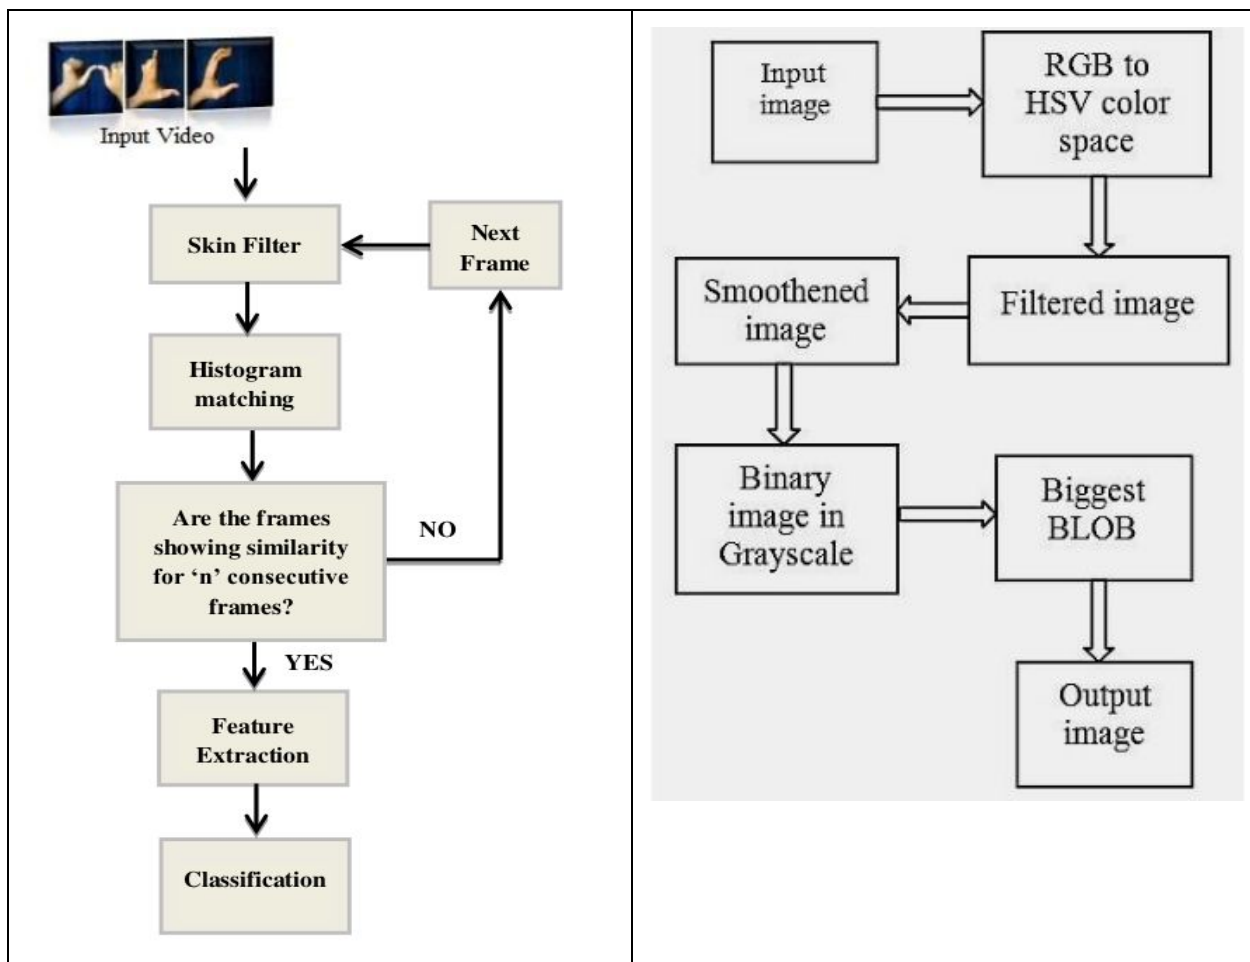 Input Video
Skin Filter
Next
Frame
Histogram
matching
Are the frames
showing similarity
for ‘n’ consecutive
frames?
NO
YES
Feature
Extraction
Classification
Input
image
RGB to
HSV color
space
Smoothened
image
Filtered image
Binary
image in
Grayscale
Biggest
BLOB
Output
image